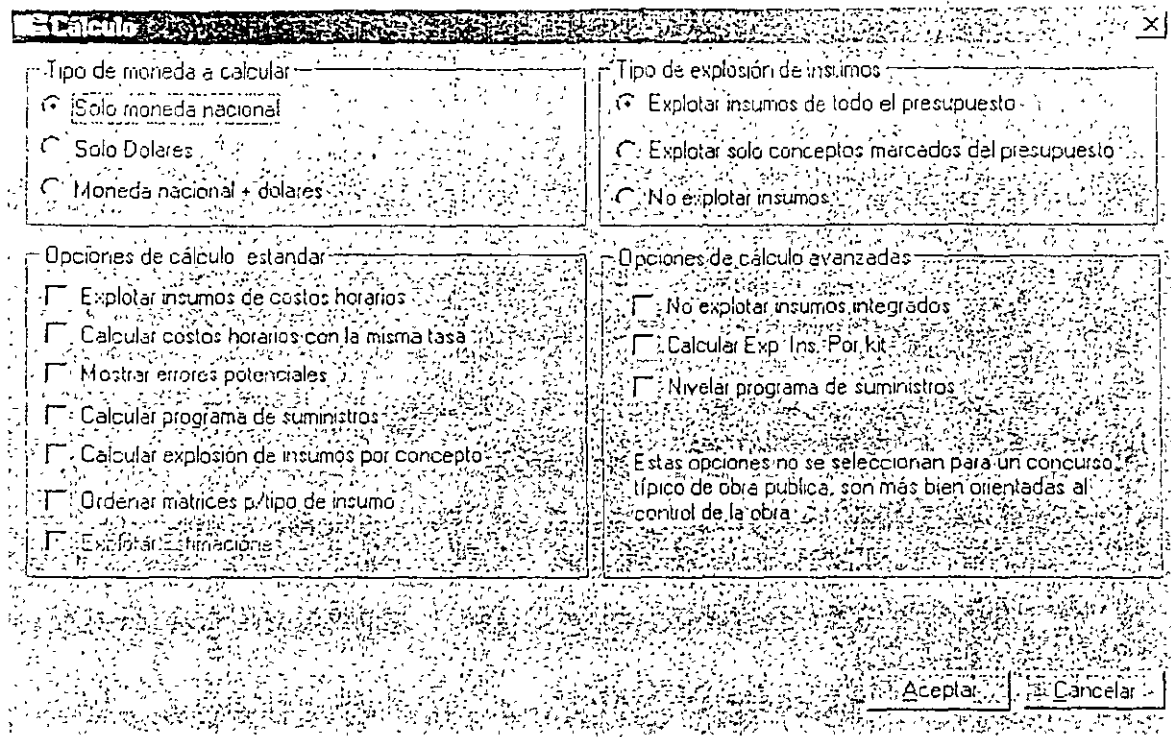 Cálculo
Tipo de moneda a calcular
Solo moneda nacional
Solo Dolares
Moneda nacional + dolares
Tipo de explosión de insumos
Explotar insumos de todo el presupuesto
Explotar solo conceptos marcados del presupuesto
No explotar insumos
Opciones de cálculo estandar
Explotar insumos de costos horarios
Calcular costos horarios con la misma tasa
Mostrar errores potenciales
Calcular programa de suministros
Calcular explosión de insumos por concepto
Ordenar matrices p/tipo de insumo
Explotar Estimaciones
Opciones de cálculo avanzadas
No explotar insumos integrados
Calcular Exp. Ins. Por kit
Nivelar programa de suministros
Estas opciones no se seleccionan para un concurso
típico de obra publica, son más bien orientadas al
control de la obra
Aceptar
Cancelar